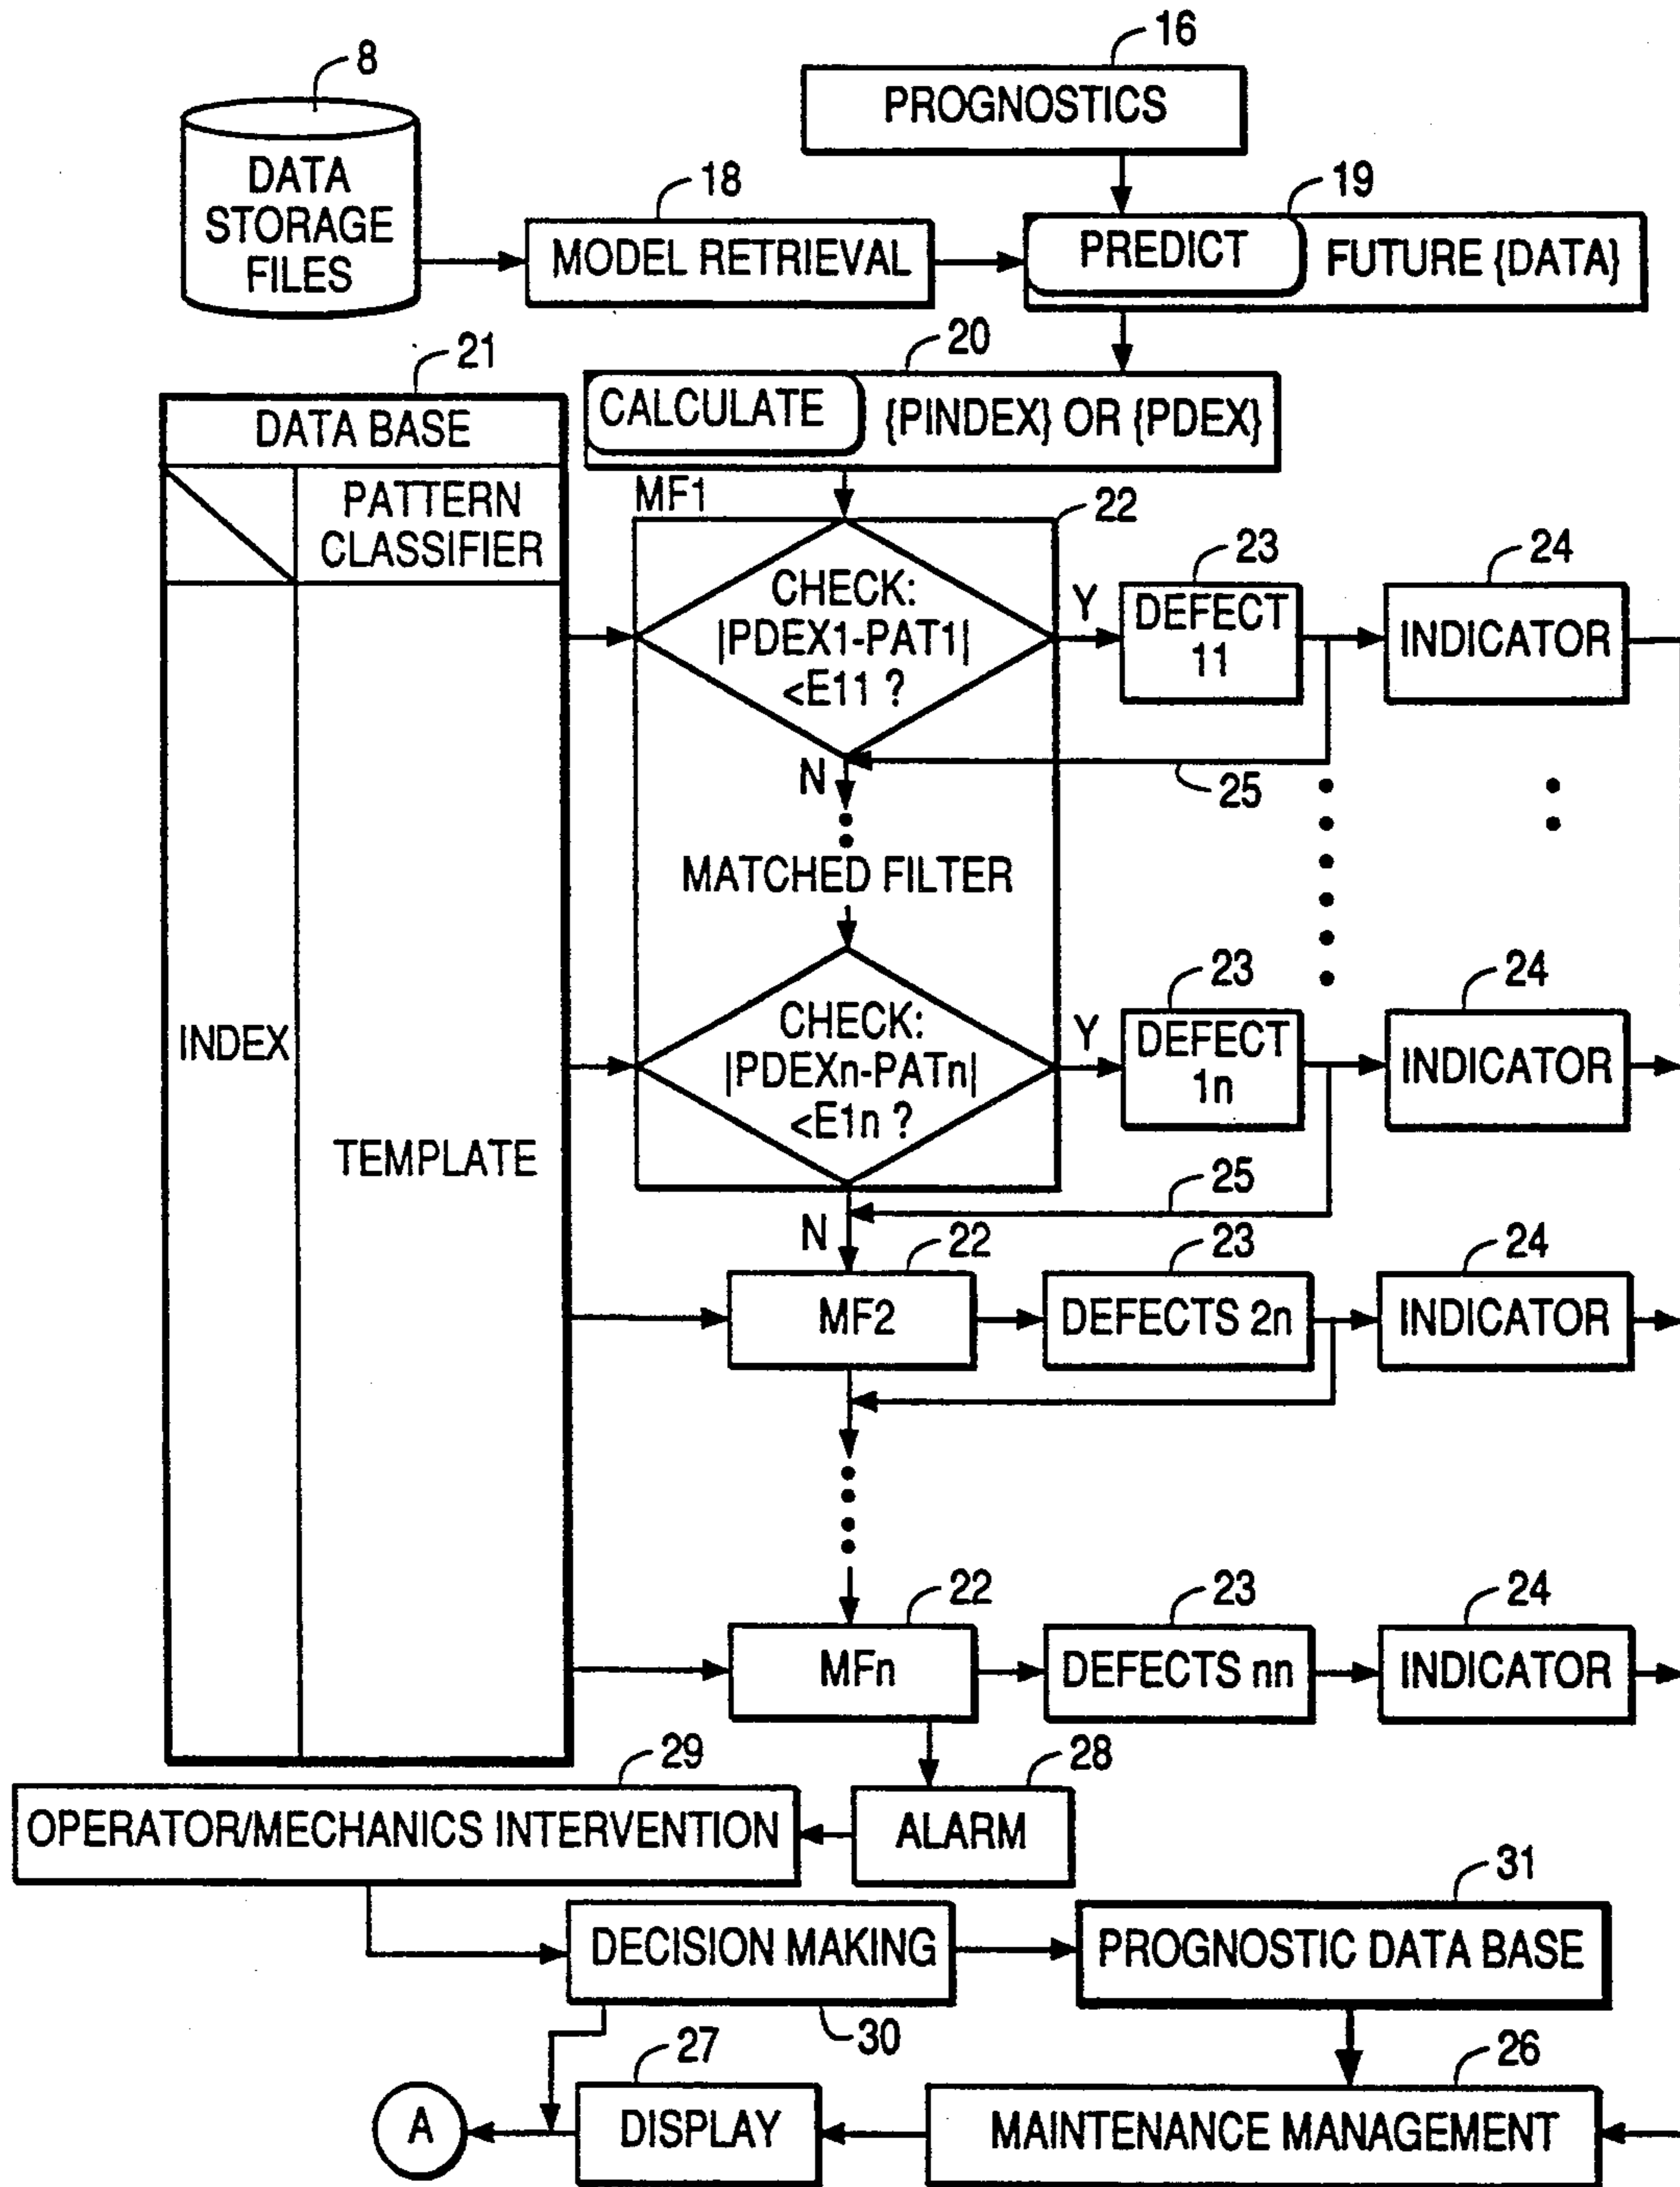 8
16
PROGNOSTICS
DATA
STORAGE
FILES
18
MODEL RETRIEVAL
19
PREDICT
FUTURE {DATA}
21
20
DATA BASE
CALCULATE
{PINDEX} OR {PDEX}
PATTERN
CLASSIFIER
MF1
22
CHECK:
|PDEX1-PAT1|
<E11 ?
Y
23
DEFECT
11
24
INDICATOR
N
25
MATCHED FILTER
INDEX
TEMPLATE
CHECK:
|PDEXn-PATn|
<E1n ?
Y
23
DEFECT
1n
24
INDICATOR
25
N
22
MF2
23
DEFECTS 2n
24
INDICATOR
22
MFn
23
DEFECTS nn
24
INDICATOR
29
OPERATOR/MECHANICS INTERVENTION
28
ALARM
31
DECISION MAKING
PROGNOSTIC DATA BASE
30
27
26
A
DISPLAY
MAINTENANCE MANAGEMENT